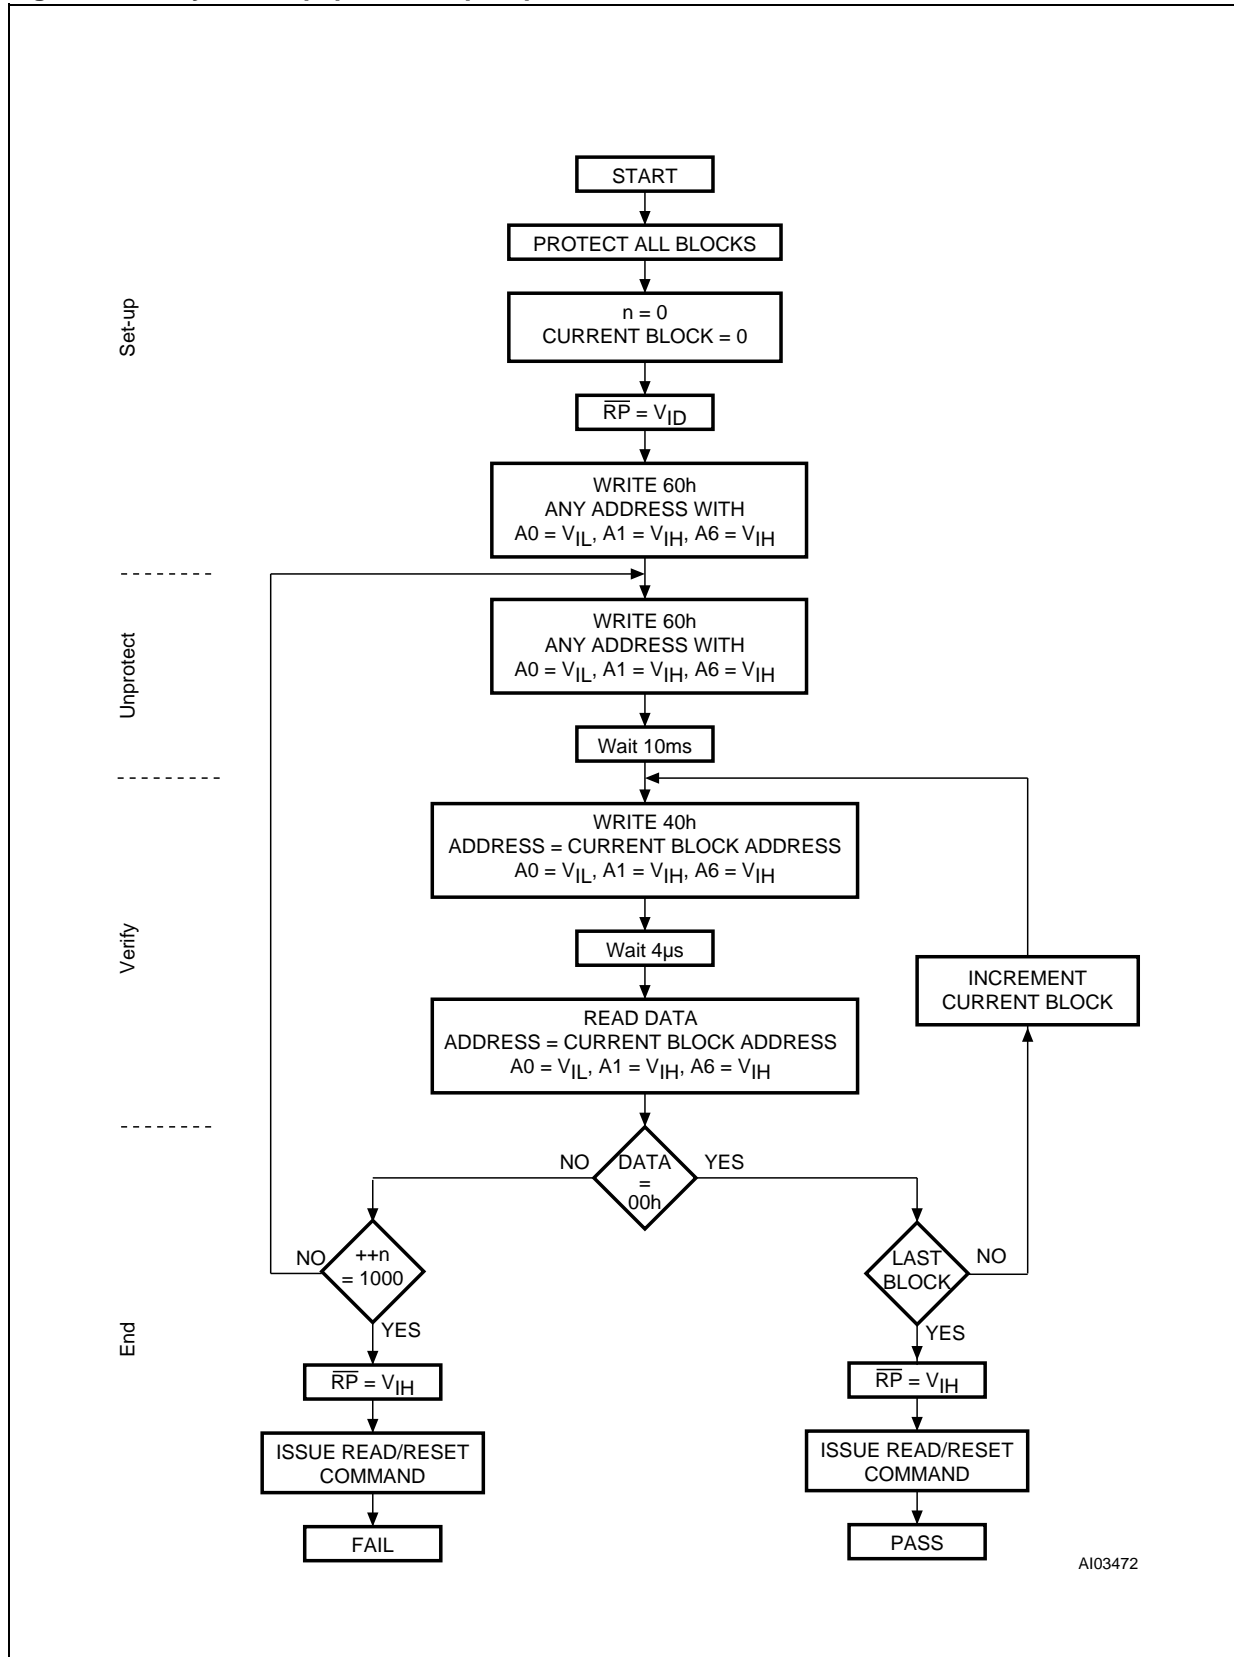 START
PROTECT ALL BLOCKS
n = 0
CURRENT BLOCK = 0
Set-up
RP = VID
WRITE 60h
ANY ADDRESS WITH
A0 = VIL, A1 = VIH, A6 = VIH
Unprotect
WRITE 60h
ANY ADDRESS WITH
A0 = VIL, A1 = VIH, A6 = VIH
Wait 10ms
Verify
WRITE 40h
ADDRESS = CURRENT BLOCK ADDRESS
A0 = VIL, A1 = VIH, A6 = VIH
Wait 4µs
INCREMENT
CURRENT BLOCK
READ DATA
ADDRESS = CURRENT BLOCK ADDRESS
A0 = VIL, A1 = VIH, A6 = VIH
NO
DATA
=
00h
YES
End
NO
++n
= 1000
YES
LAST
BLOCK
NO
YES
RP = VIH
RP = VIH
ISSUE READ/RESET
COMMAND
ISSUE READ/RESET
COMMAND
FAIL
PASS
AI03472